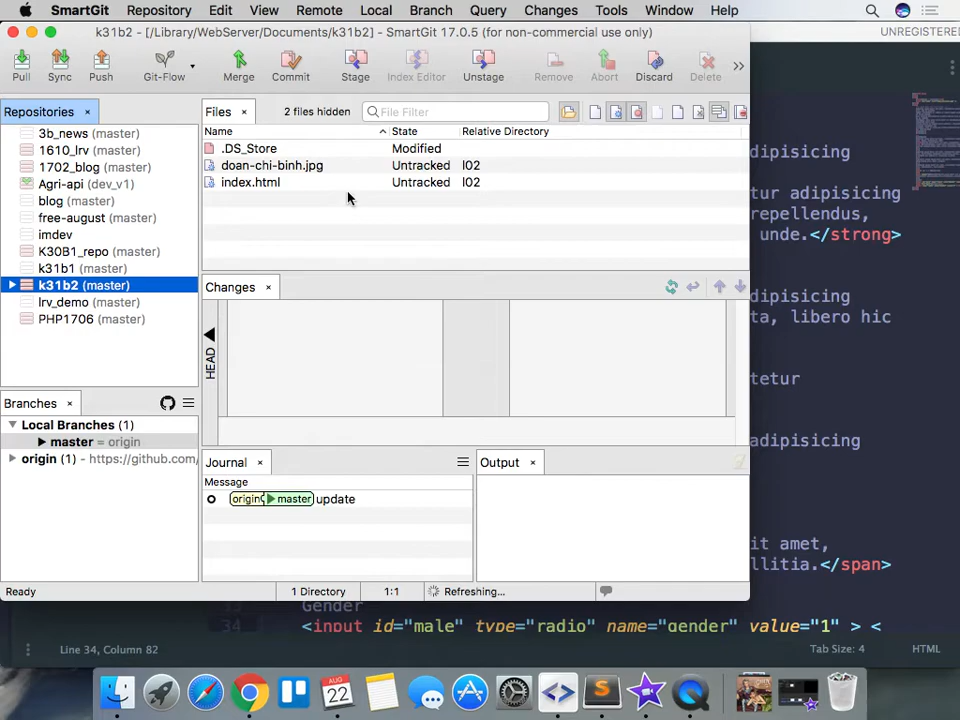 SmartGit Repository Edit View Remote Local Branch Query Changes Tools Window Help
k31b2 - [/Library/WebServer/Documents/k31b2] - SmartGit 17.0.5 (for non-commercial use only)
UNREGISTERED
Pull Sync Push Git-Flow Merge Commit Stage Index Editor Unstage Remove Abort Discard Delete »
Repositories ×
Files × 2 files hidden File Filter
Name State Relative Directory
3b_news (master)
1610_lrv (master)
1702_blog (master)
Agri-api (dev_v1)
blog (master)
free-august (master)
imdev
K30B1_repo (master)
k31b1 (master)
k31b2 (master)
lrv_demo (master)
PHP1706 (master)
.DS_Store Modified
doan-chi-binh.jpg Untracked l02
index.html Untracked l02
Changes ×
HEAD
Branches ×
Local Branches (1)
master = origin
origin (1) - https://github.com/
Journal ×
Message
origin master update
Output ×
Ready 1 Directory 1:1 Refreshing...
dipisicing
tur adipisicing
repellendus,
unde.</strong>
adipisicing
ta, libero hic
tetur
adipisicing
it amet,
llitia.</span>
Gender
34 <input id="male" type="radio" name="gender" value="1" > <
Line 34, Column 82 Tab Size: 4 HTML
AUG
22